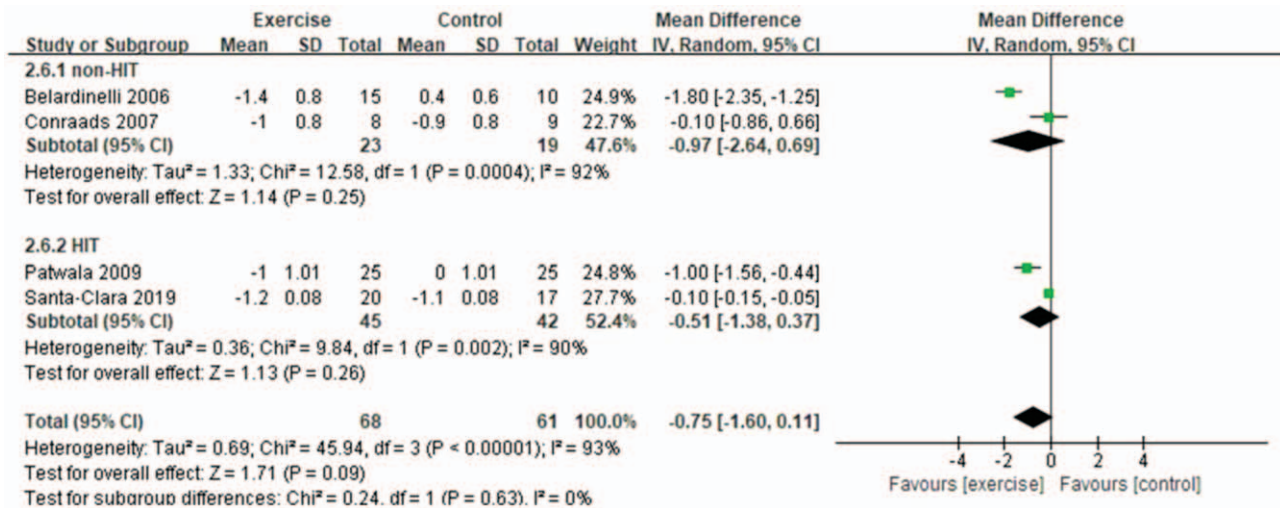 Exercise Control Mean Difference Mean Difference
Study or Subgroup Mean SD Total Mean SD Total Weight IV, Random, 95% CI IV, Random, 95% CI
2.6.1 non-HIT
Belardinelli 2006 -1.4 0.8 15 0.4 0.6 10 24.9% -1.80 [-2.35, -1.25]
Conraads 2007 -1 0.8 8 -0.9 0.8 9 22.7% -0.10 [-0.86, 0.66]
Subtotal (95% CI) 23 19 47.6% -0.97 [-2.64, 0.69]
Heterogeneity: Tau² = 1.33; Chi² = 12.58, df = 1 (P = 0.0004); I² = 92%
Test for overall effect: Z = 1.14 (P = 0.25)
2.6.2 HIT
Patwala 2009 -1 1.01 25 0 1.01 25 24.8% -1.00 [-1.56, -0.44]
Santa-Clara 2019 -1.2 0.08 20 -1.1 0.08 17 27.7% -0.10 [-0.15, -0.05]
Subtotal (95% CI) 45 42 52.4% -0.51 [-1.38, 0.37]
Heterogeneity: Tau² = 0.36; Chi² = 9.84, df = 1 (P = 0.002); I² = 90%
Test for overall effect: Z = 1.13 (P = 0.26)
Total (95% CI) 68 61 100.0% -0.75 [-1.60, 0.11]
Heterogeneity: Tau² = 0.69; Chi² = 45.94, df = 3 (P < 0.00001); I² = 93%
Test for overall effect: Z = 1.71 (P = 0.09)
Test for subgroup differences: Chi² = 0.24, df = 1 (P = 0.63), I² = 0%
-4 -2 0 2 4
Favours [exercise] Favours [control]